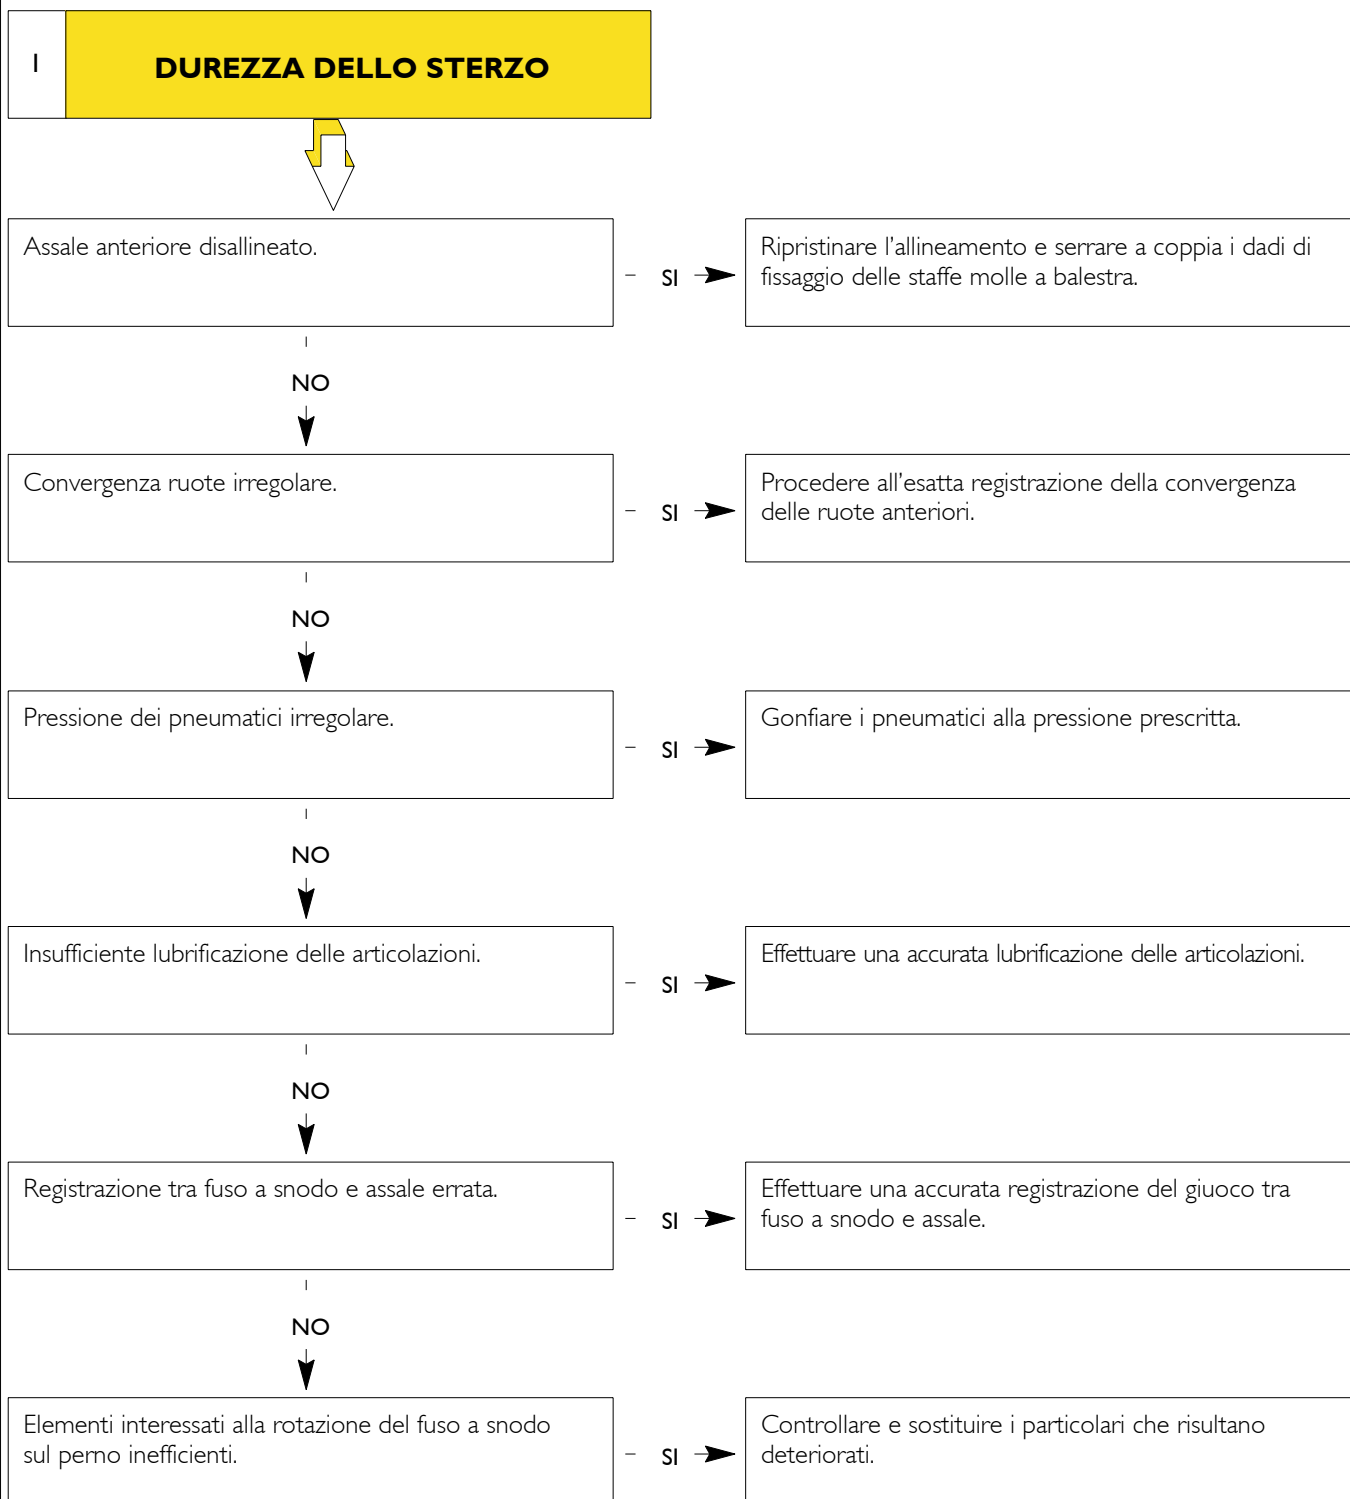 1
DUREZZA DELLO STERZO
Assale anteriore disallineato.
SI
Ripristinare l’allineamento e serrare a coppia i dadi di
fissaggio delle staffe molle a balestra.
NO
Convergenza ruote irregolare.
SI
Procedere all’esatta registrazione della convergenza
delle ruote anteriori.
NO
Pressione dei pneumatici irregolare.
SI
Gonfiare i pneumatici alla pressione prescritta.
NO
Insufficiente lubrificazione delle articolazioni.
SI
Effettuare una accurata lubrificazione delle articolazioni.
NO
Registrazione tra fuso a snodo e assale errata.
SI
Effettuare una accurata registrazione del giuoco tra
fuso a snodo e assale.
NO
Elementi interessati alla rotazione del fuso a snodo
sul perno inefficienti.
SI
Controllare e sostituire i particolari che risultano
deteriorati.